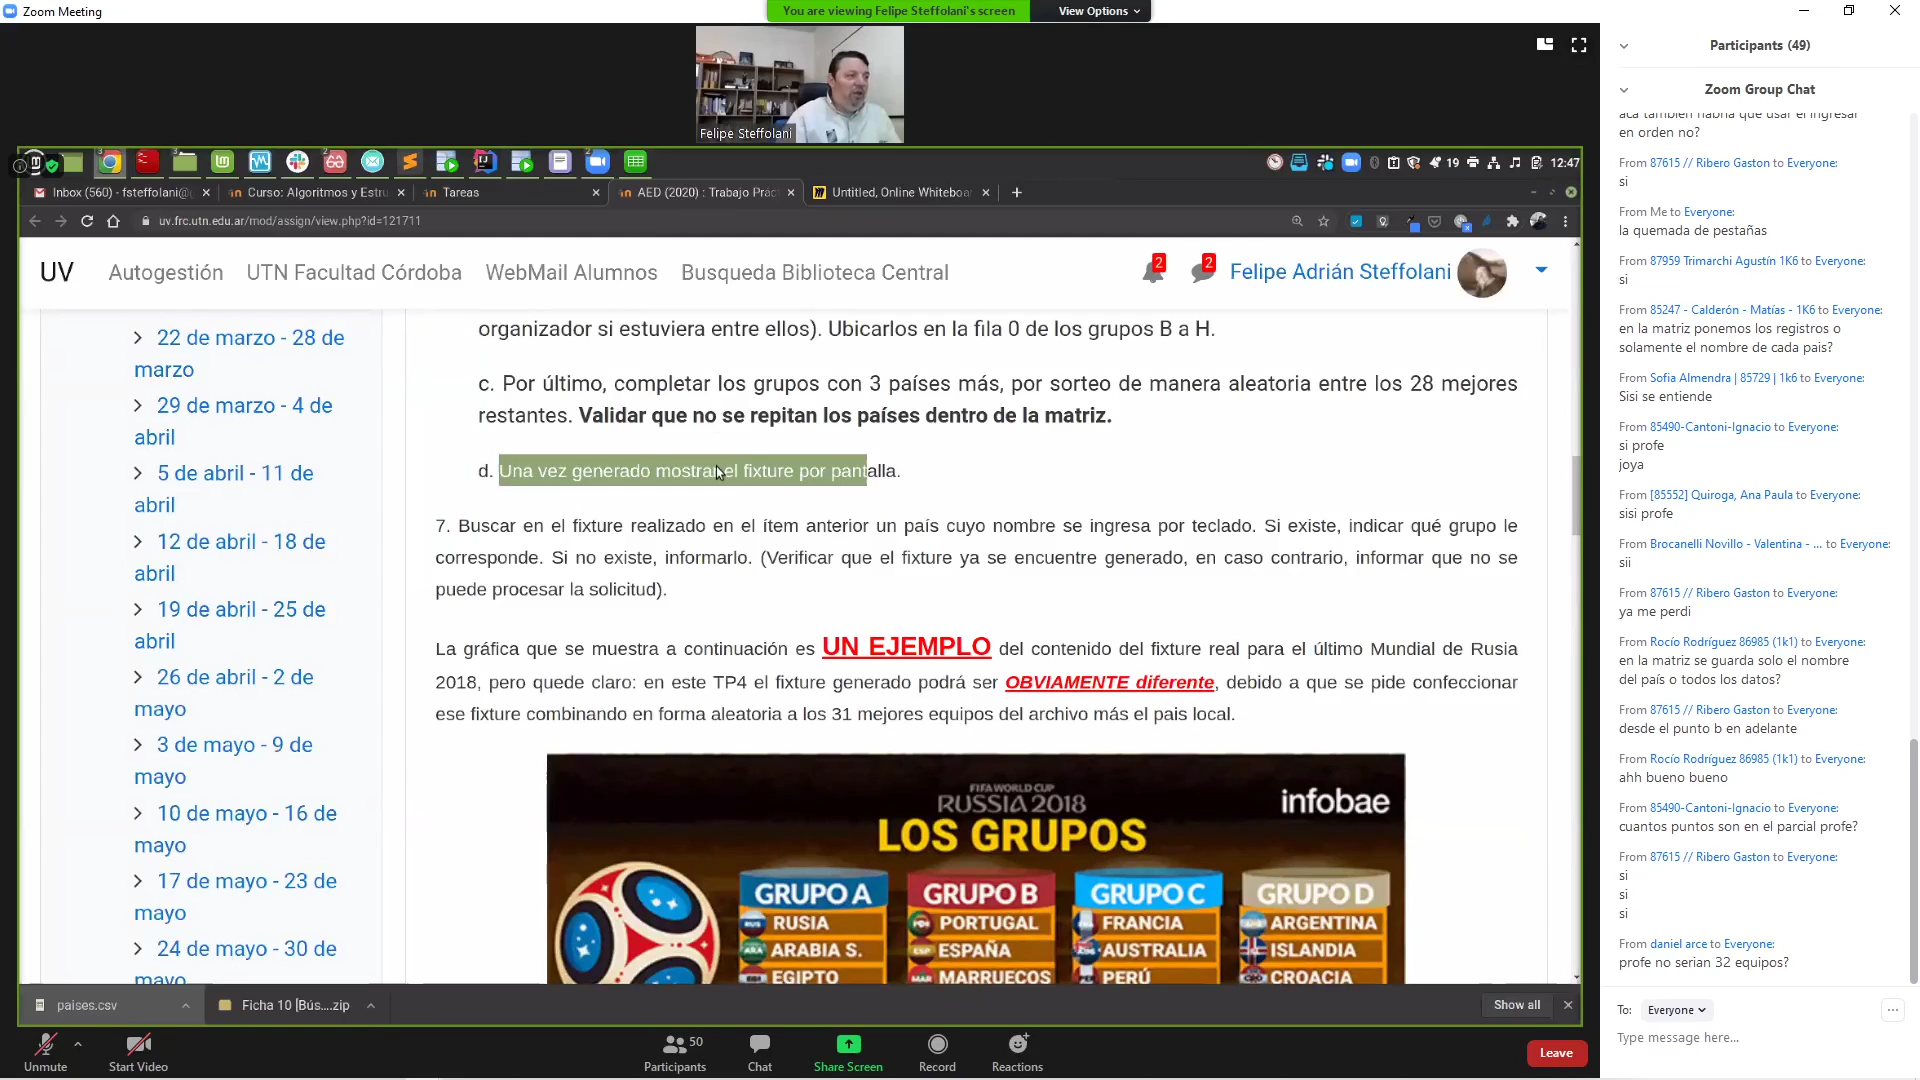 Zoom Meeting
You are viewing Felipe Steffolani's screen
View Options
Felipe Steffolani
19
12:47
Inbox (560) - fsteffolani@
Curso: Algoritmos y Estru
Tareas
AED (2020) : Trabajo Prác
Untitled, Online Whiteboa
uv.frc.utn.edu.ar/mod/assign/view.php?id=121711
UV
Autogestión
UTN Facultad Córdoba
WebMail Alumnos
Busqueda Biblioteca Central
2
2
Felipe Adrián Steffolani
22 de marzo - 28 de
marzo
29 de marzo - 4 de
abril
5 de abril - 11 de
abril
12 de abril - 18 de
abril
19 de abril - 25 de
abril
26 de abril - 2 de
mayo
3 de mayo - 9 de
mayo
10 de mayo - 16 de
mayo
17 de mayo - 23 de
mayo
24 de mayo - 30 de
mayo
organizador si estuviera entre ellos). Ubicarlos en la fila 0 de los grupos B a H.
c. Por último, completar los grupos con 3 países más, por sorteo de manera aleatoria entre los 28 mejores
restantes. Validar que no se repitan los países dentro de la matriz.
d. Una vez generado mostrar el fixture por pantalla.
7. Buscar en el fixture realizado en el ítem anterior un país cuyo nombre se ingresa por teclado. Si existe, indicar qué grupo le
corresponde. Si no existe, informarlo. (Verificar que el fixture ya se encuentre generado, en caso contrario, informar que no se
puede procesar la solicitud).
La gráfica que se muestra a continuación es UN EJEMPLO del contenido del fixture real para el último Mundial de Rusia
2018, pero quede claro: en este TP4 el fixture generado podrá ser OBVIAMENTE diferente, debido a que se pide confeccionar
ese fixture combinando en forma aleatoria a los 31 mejores equipos del archivo más el pais local.
FIFA WORLD CUP
RUSSIA 2018
infobae
LOS GRUPOS
GRUPO A
GRUPO B
GRUPO C
GRUPO D
RUSIA
PORTUGAL
FRANCIA
ARGENTINA
ARABIA S.
ESPAÑA
AUSTRALIA
ISLANDIA
EGIPTO
MARRUECOS
PERÚ
CROACIA
paises.csv
Ficha 10 [Bús....zip
Show all
Unmute
Start Video
Participants
50
Chat
Share Screen
Record
Reactions
Leave
Participants (49)
Zoom Group Chat
aca tambien habria que usar el ingresar
en orden no?
From 87615 // Ribero Gaston to Everyone:
si
From Me to Everyone:
la quemada de pestañas
From 87959 Trimarchi Agustín 1K6 to Everyone:
si
From 85247 - Calderón - Matías - 1K6 to Everyone:
en la matriz ponemos los registros o
solamente el nombre de cada pais?
From Sofia Almendra | 85729 | 1k6 to Everyone:
Sisi se entiende
From 85490-Cantoni-Ignacio to Everyone:
si profe
joya
From [85552] Quiroga, Ana Paula to Everyone:
sisi profe
From Brocanelli Novillo - Valentina - ... to Everyone:
sii
From 87615 // Ribero Gaston to Everyone:
ya me perdi
From Rocío Rodríguez 86985 (1k1) to Everyone:
en la matriz se guarda solo el nombre
del país o todos los datos?
From 87615 // Ribero Gaston to Everyone:
desde el punto b en adelante
From Rocío Rodríguez 86985 (1k1) to Everyone:
ahh bueno bueno
From 85490-Cantoni-Ignacio to Everyone:
cuantos puntos son en el parcial profe?
From 87615 // Ribero Gaston to Everyone:
si
si
si
From daniel arce to Everyone:
profe no serian 32 equipos?
To: Everyone
Type message here...